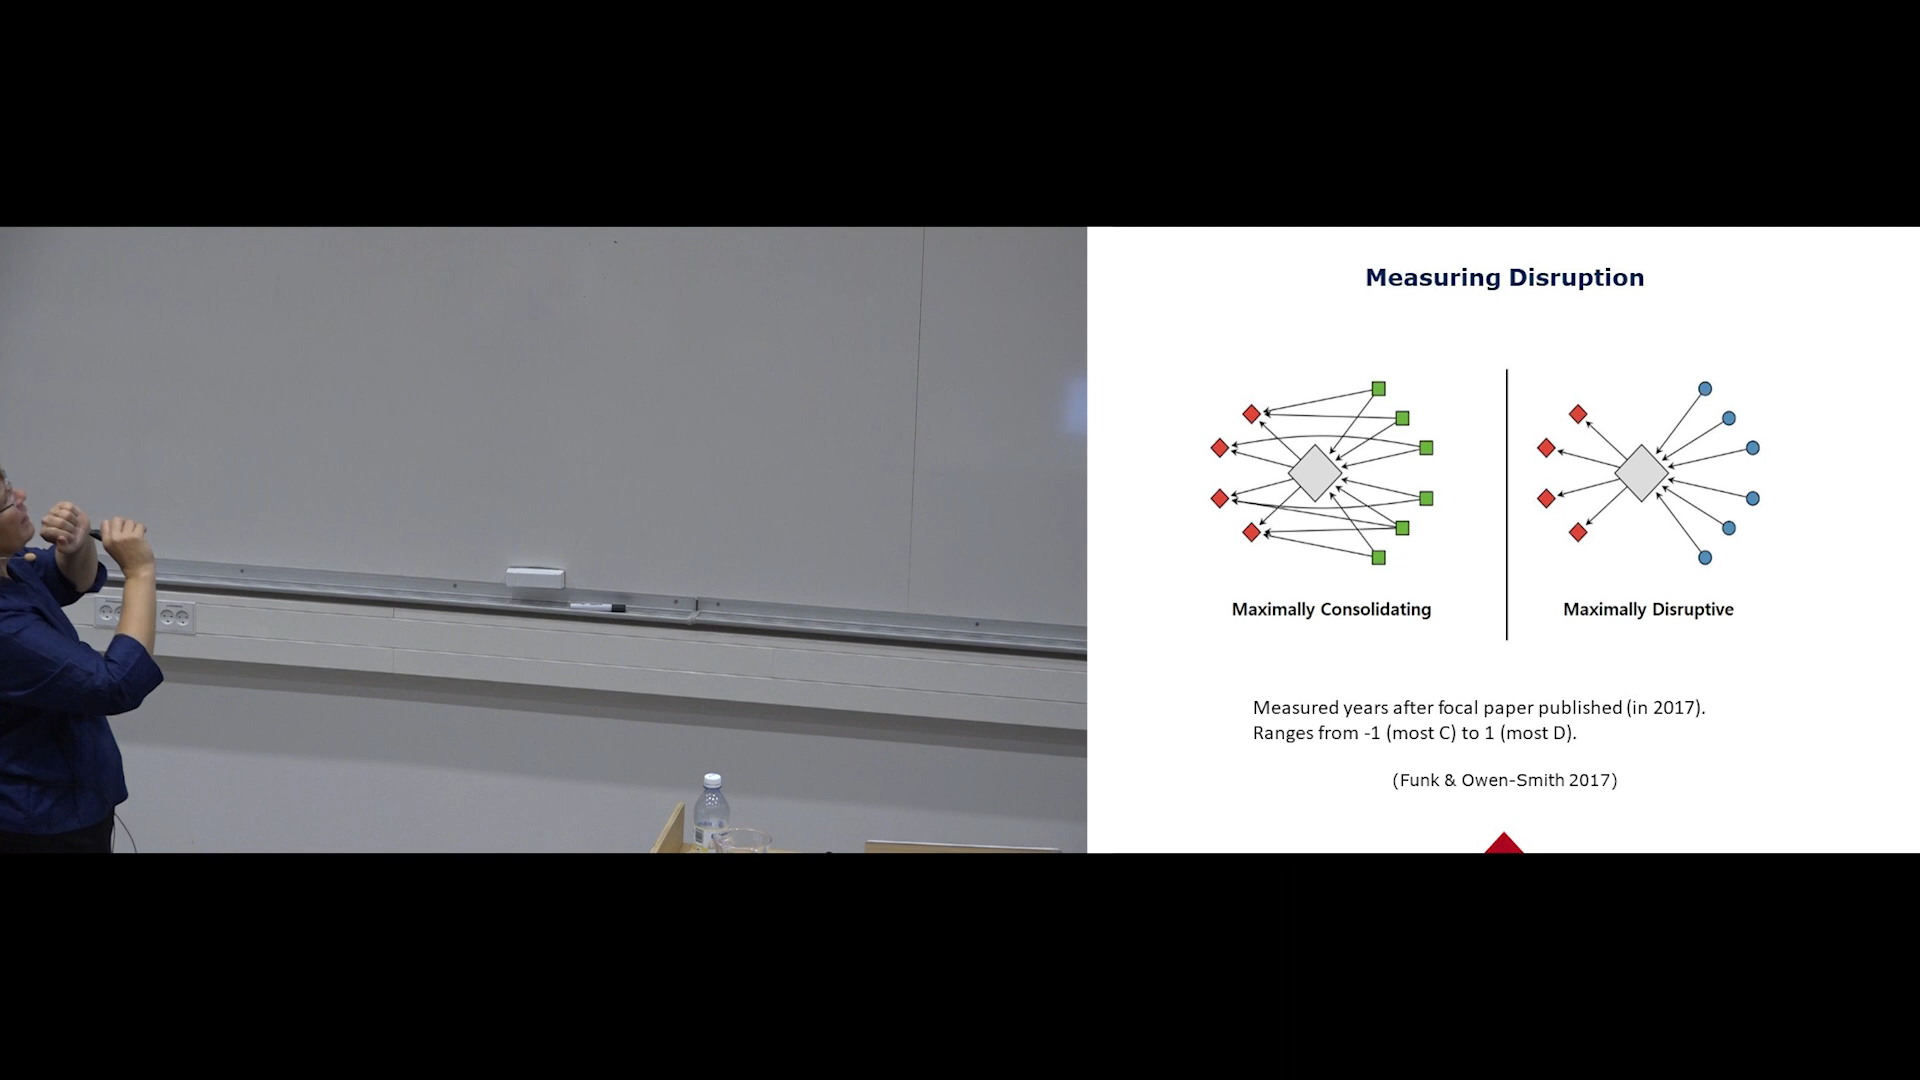 Measuring Disruption
Maximally Consolidating
Maximally Disruptive
Measured years after focal paper published (in 2017).
Ranges from -1 (most C) to 1 (most D).
(Funk & Owen-Smith 2017)